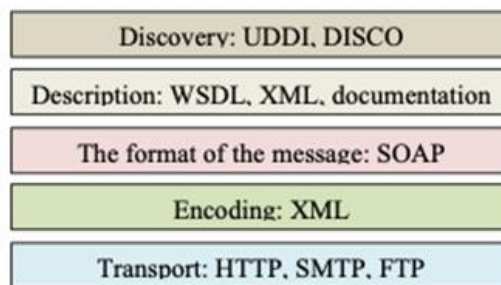 Discovery: UDDI, DISCO
Description: WSDL, XML, documentation
The format of the message: SOAP
Encoding: XML
Transport: HTTP, SMTP, FTP